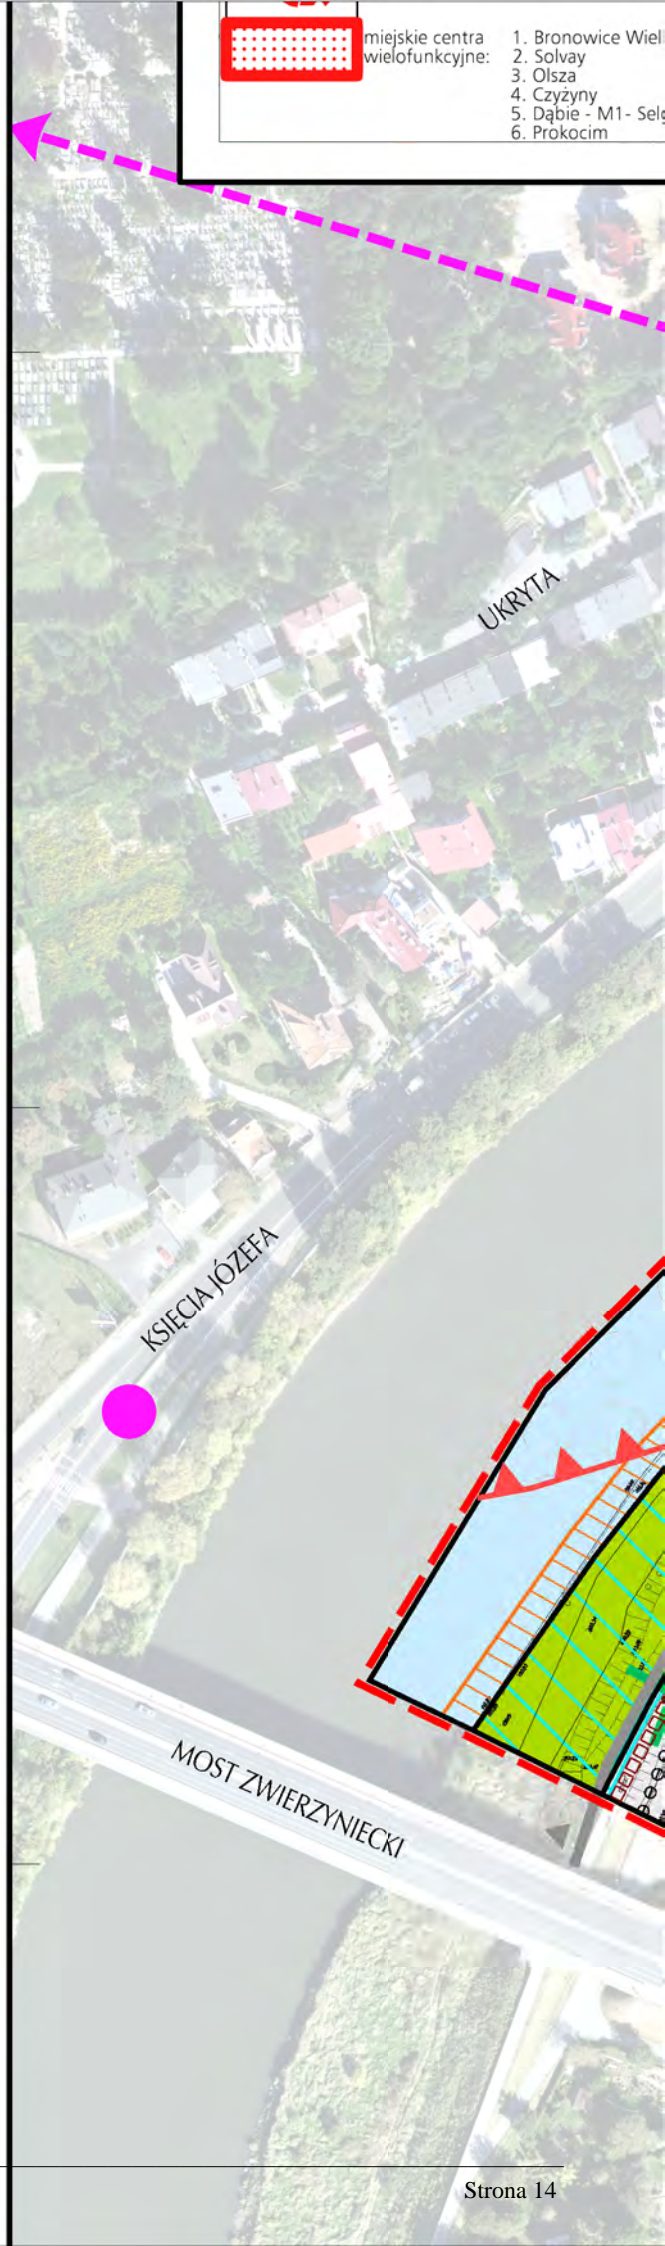 miejskie centra
wielofunkcyjne:
1. Bronowice Wiel
2. Solvay
3. Olsza
4. Czyżyny
5. Dąbie - M1- Selg
6. Prokocim
UKRYTA
KSIĘCIA JÓZEFA
MOST ZWIERZYNIECKI
Strona 14